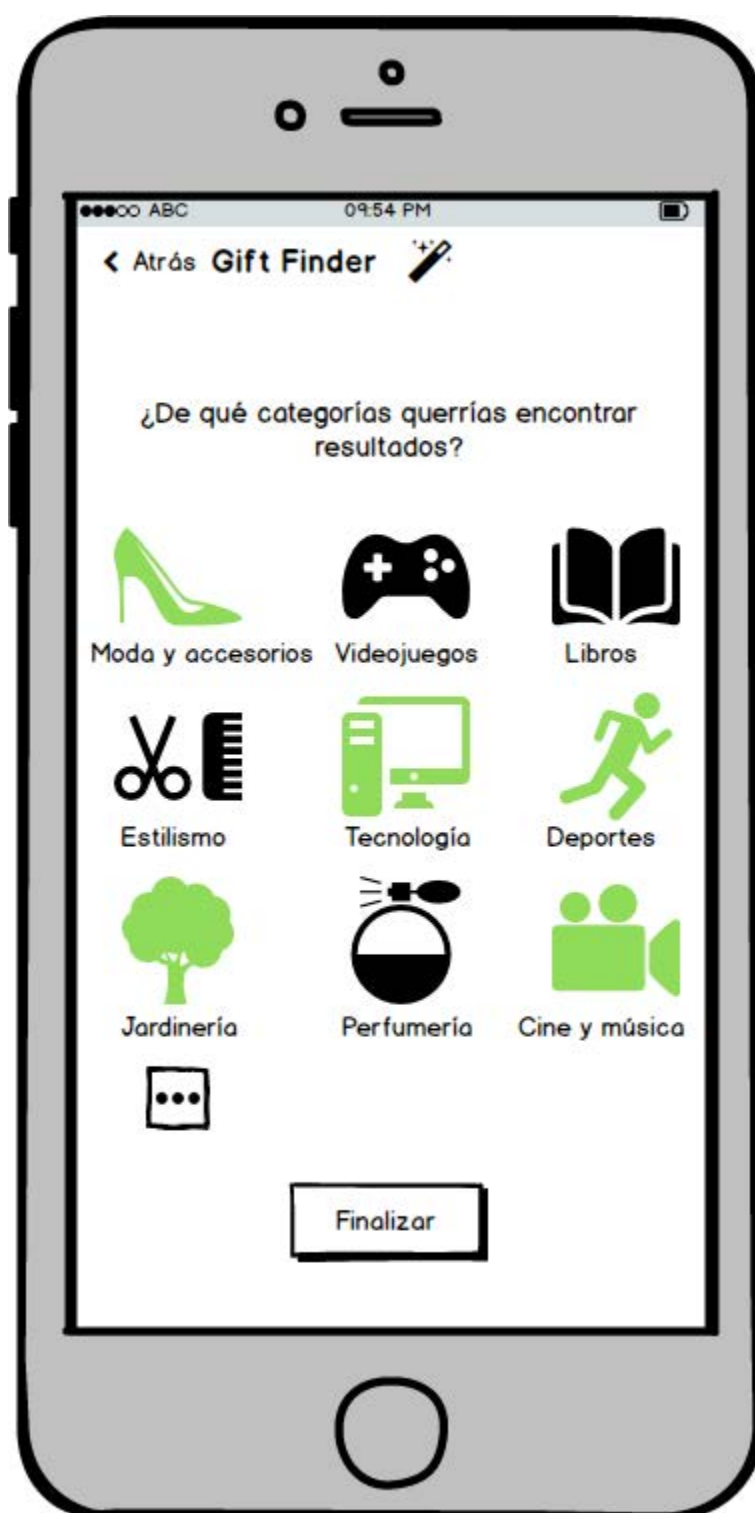 ABC 09:54 PM
< Atrás Gift Finder
¿De qué categorías querrías encontrar
resultados?
Moda y accesorios Videojuegos Libros
Estilismo Tecnología Deportes
Jardinería Perfumería Cine y música
...
Finalizar